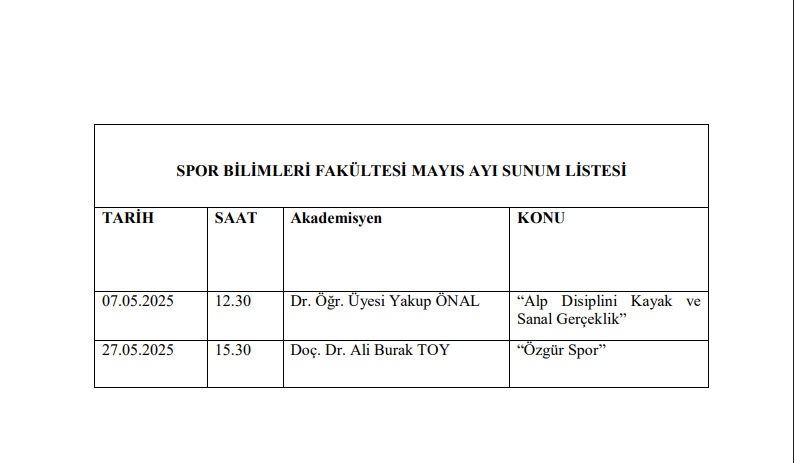 SPOR BİLİMLERİ FAKÜLTESİ MAYIS AYI SUNUM LİSTESİ
TARİH SAAT Akademisyen KONU
07.05.2025 12.30 Dr. Öğr. Üyesi Yakup ÖNAL “Alp Disiplini Kayak ve
Sanal Gerçeklik”
27.05.2025 15.30 Doç. Dr. Ali Burak TOY “Özgür Spor”